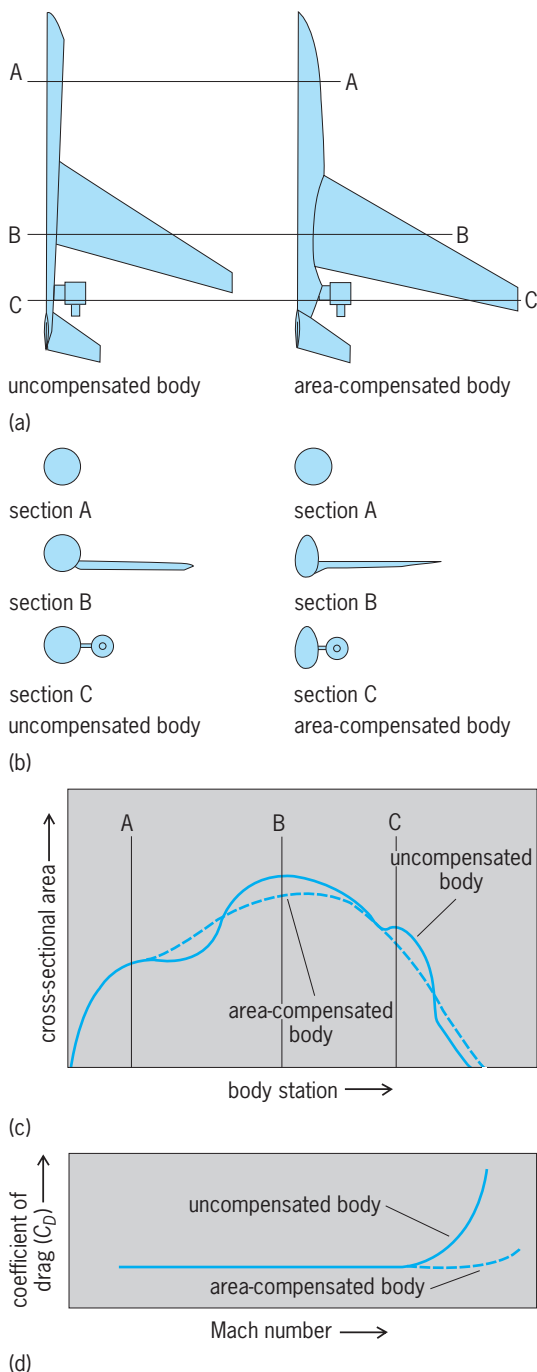 A A
B B
C C
uncompensated body area-compensated body
(a)
section A section A
section B section B
section C section C
uncompensated body area-compensated body
(b)
A B C
uncompensated
body
cross-sectional area
area-compensated
body
body station
(c)
coefficient of
drag (C_D)
uncompensated body
area-compensated body
Mach number
(d)